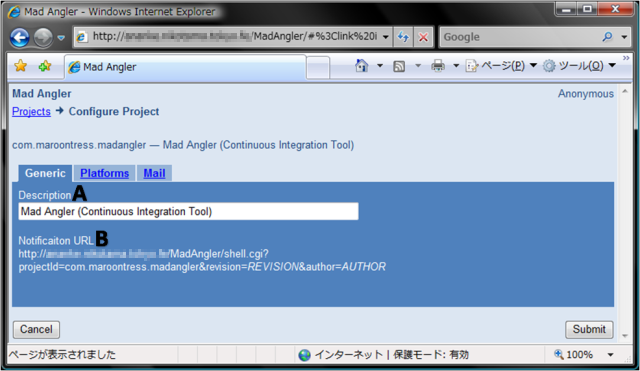 Mad Angler - Windows Internet Explorer
http:// /MadAngler/#%3Clink%20i
Google
Mad Angler
ページ(P)
ツール(O)
Mad Angler
Anonymous
Projects → Configure Project
com.maroontress.madangler — Mad Angler (Continuous Integration Tool)
Generic Platforms Mail
Description A
Mad Angler (Continuous Integration Tool)
Notificaiton URL B
http:// /MadAngler/shell.cgi?
projectId=com.maroontress.madangler&revision=REVISION&author=AUTHOR
Cancel
Submit
ページが表示されました
インターネット | 保護モード: 有効
100%